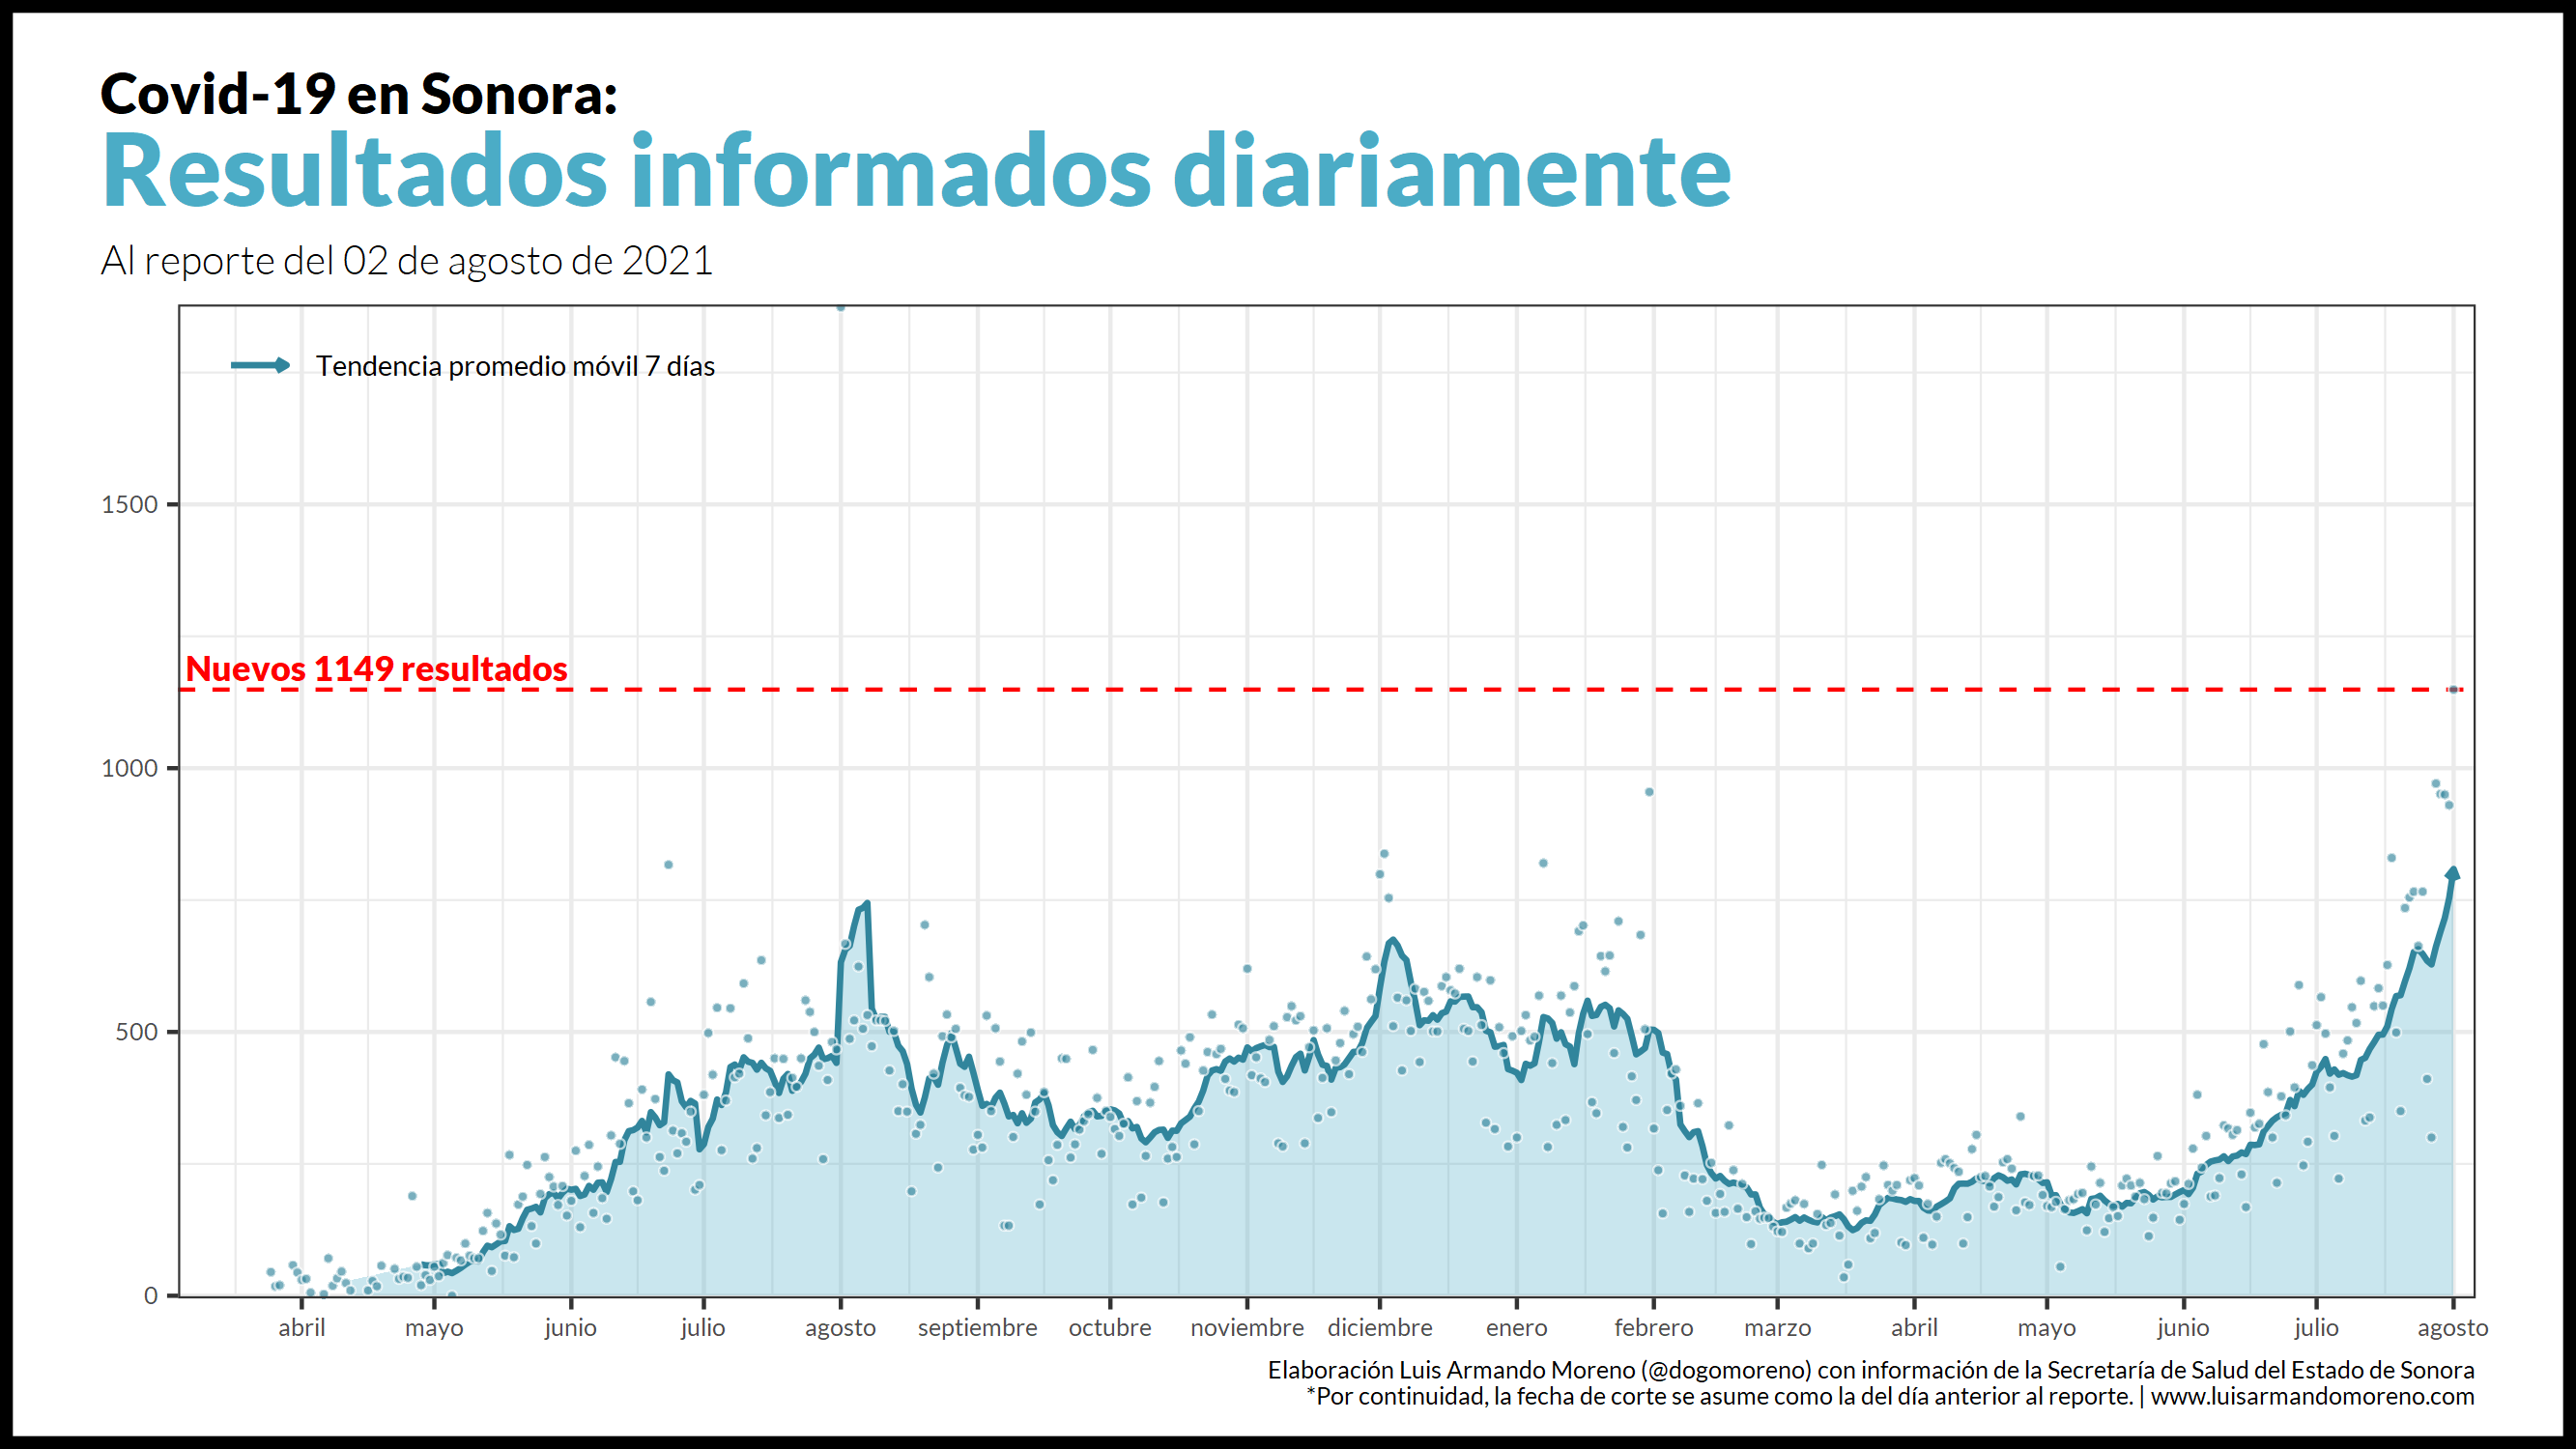 Covid-19 en Sonora:
Resultados informados diariamente
Al reporte del 02 de agosto de 2021
Tendencia promedio móvil 7 días
1500
Nuevos 1149 resultados
1000
500
0
abril mayo junio julio agosto septiembre octubre noviembre diciembre enero febrero marzo abril mayo junio julio agosto
Elaboración Luis Armando Moreno (@dogomoreno) con información de la Secretaría de Salud del Estado de Sonora
*Por continuidad, la fecha de corte se asume como la del día anterior al reporte. | www.luisarmandomoreno.com